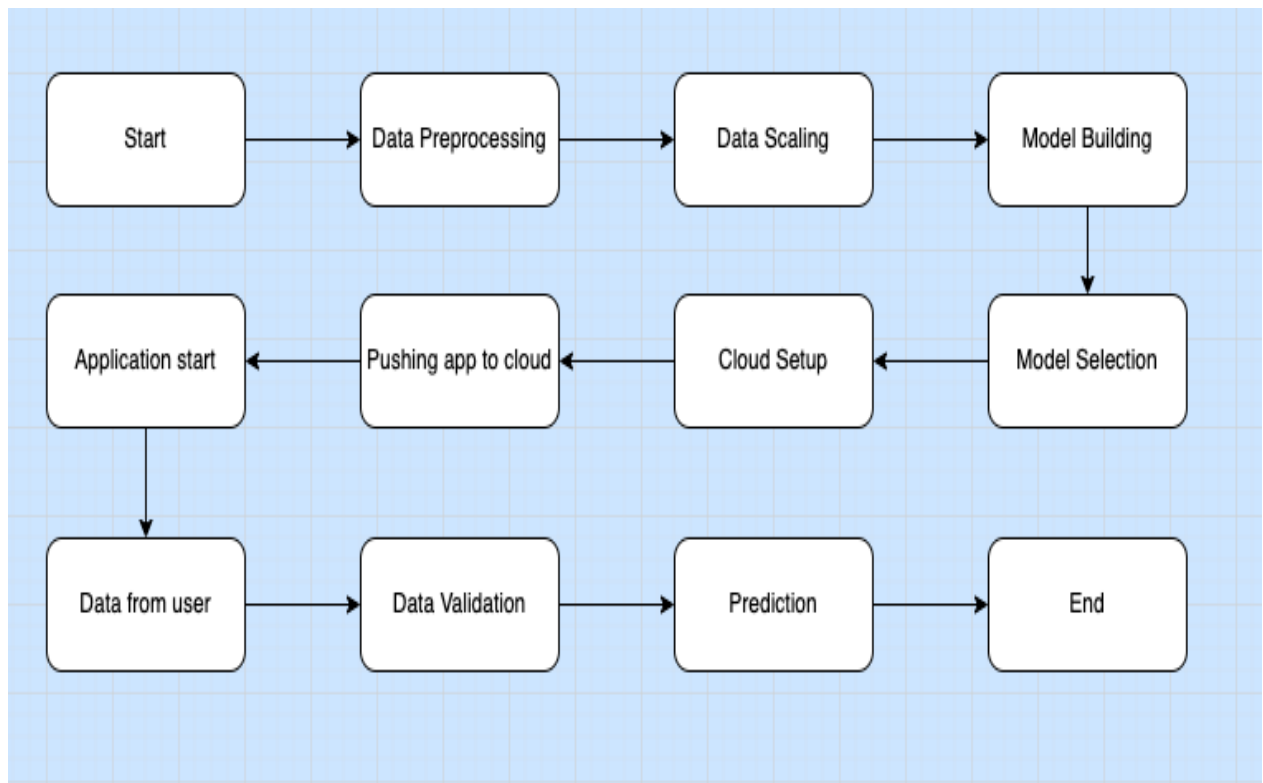 Start
Data Preprocessing
Data Scaling
Model Building
Model Selection
Cloud Setup
Pushing app to cloud
Application start
Data from user
Data Validation
Prediction
End